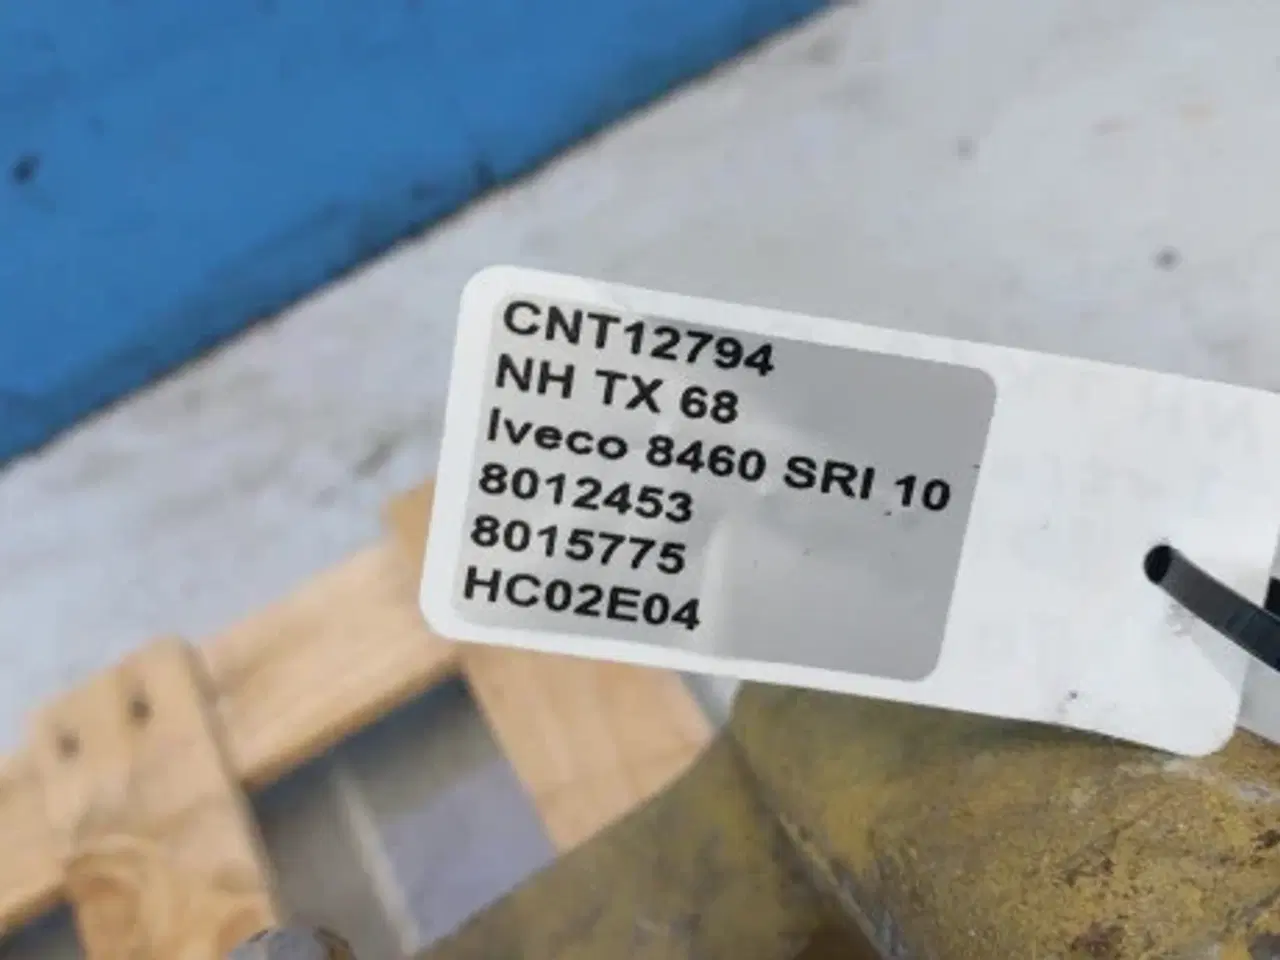 CNT12794
NH TX 68
Iveco 8460 SRI 10
8012453
8015775
HC02E04